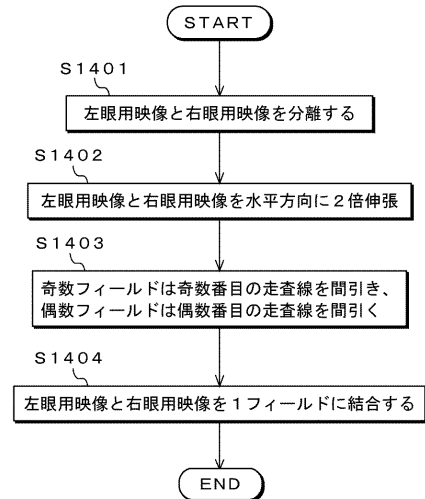 START
S1401
左眼用映像と右眼用映像を分離する
S1402
左眼用映像と右眼用映像を水平方向に2倍伸張
S1403
奇数フィールドは奇数番目の走査線を間引き、
偶数フィールドは偶数番目の走査線を間引く
S1404
左眼用映像と右眼用映像を1フィールドに結合する
END